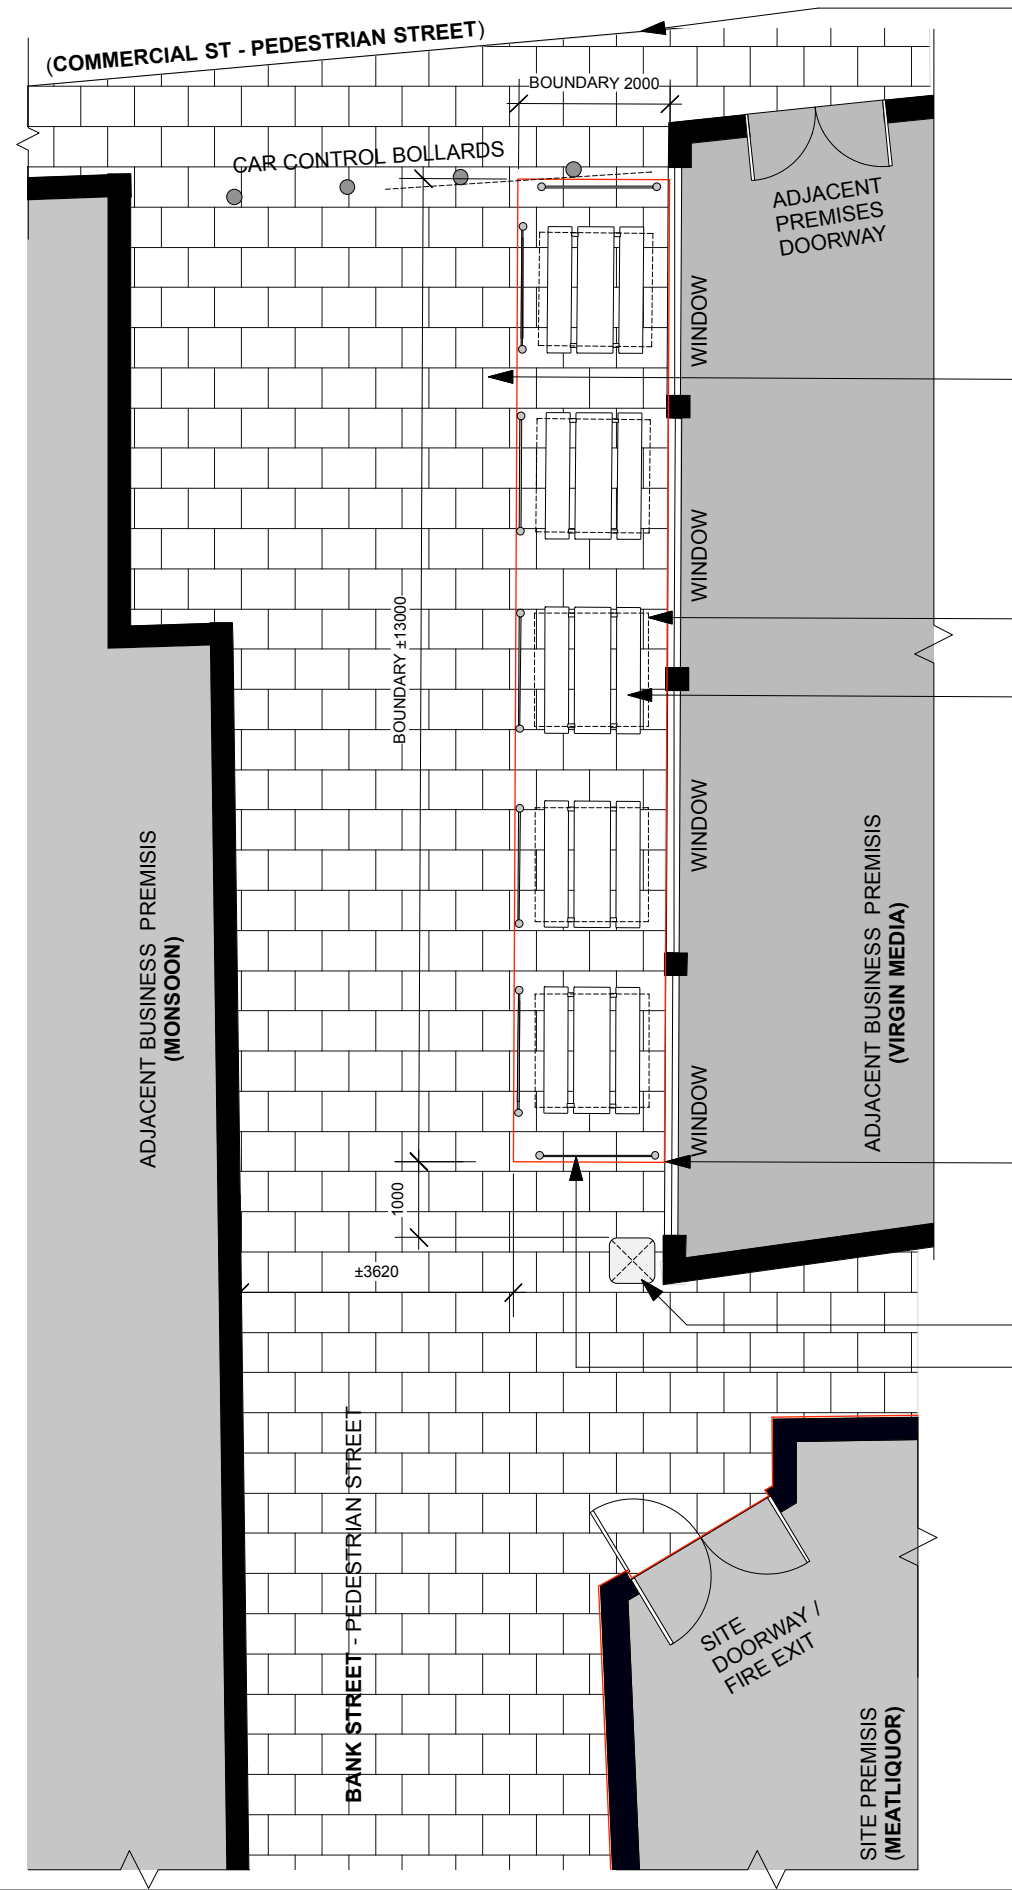 (COMMERCIAL ST - PEDESTRIAN STREET)
BOUNDARY 2000
CAR CONTROL BOLLARDS
ADJACENT
PREMISES
DOORWAY
WINDOW
WINDOW
BOUNDARY ±13000
WINDOW
ADJACENT BUSINESS PREMISIS
(MONSOON)
ADJACENT BUSINESS PREMISIS
(VIRGIN MEDIA)
WINDOW
1000
±3620
BANK STREET - PEDESTRIAN STREET
SITE
DOORWAY /
FIRE EXIT
SITE PREMISIS
(MEATLIQUOR)